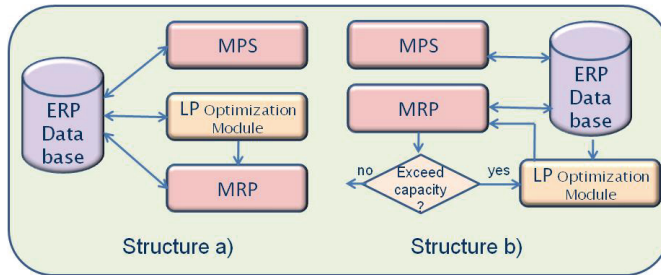 MPS
ERP
Data
base
LP Optimization
Module
MRP
Structure a)
MPS
ERP
Data
base
MRP
no
Exceed
capacity
?
yes
LP Optimization
Module
Structure b)